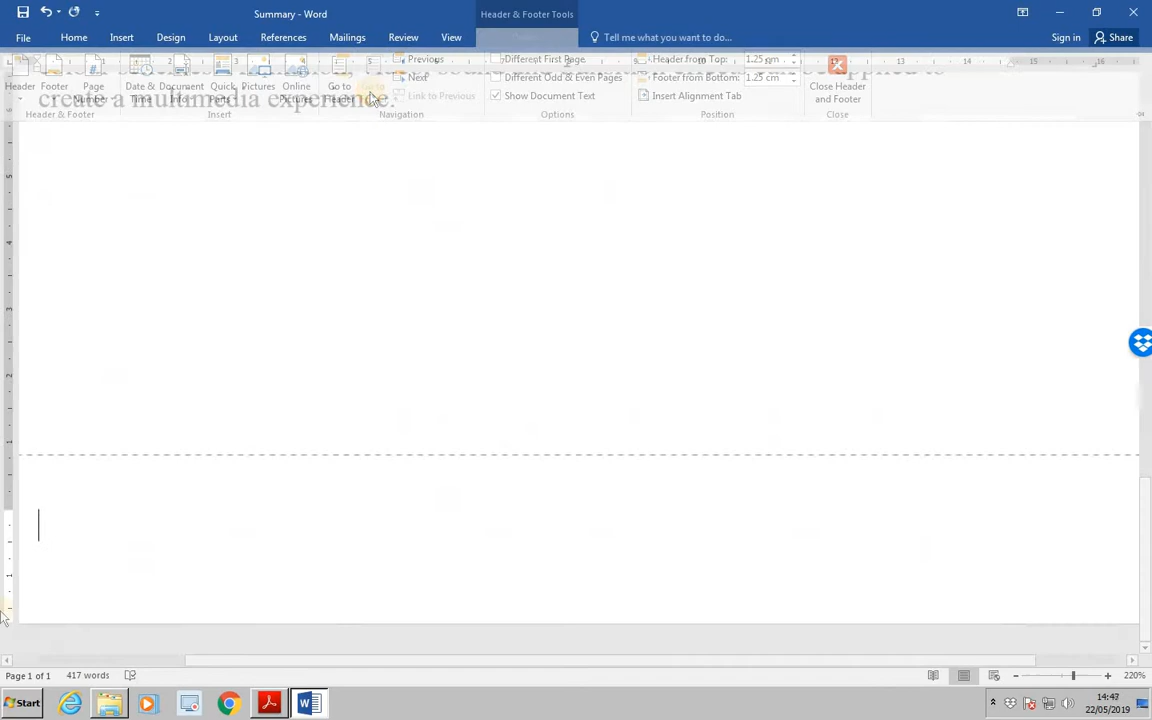 Summary - Word
Header & Footer Tools
File Home Insert Design Layout References Mailings Review View Tell me what you want to do... Sign in Share
create a multimedia experience.
Header Footer Page Number Date & Time Document Info Quick Parts Pictures Online Pictures Go to Header
Previous
Next
Link to Previous
Different First Page
Different Odd & Even Pages
Show Document Text
Header from Top: 1.25 cm
Footer from Bottom: 1.25 cm
Insert Alignment Tab
Close Header and Footer
Header & Footer Insert Navigation Options Position Close
Page 1 of 1 417 words 220%
Start
14:47
22/05/2019